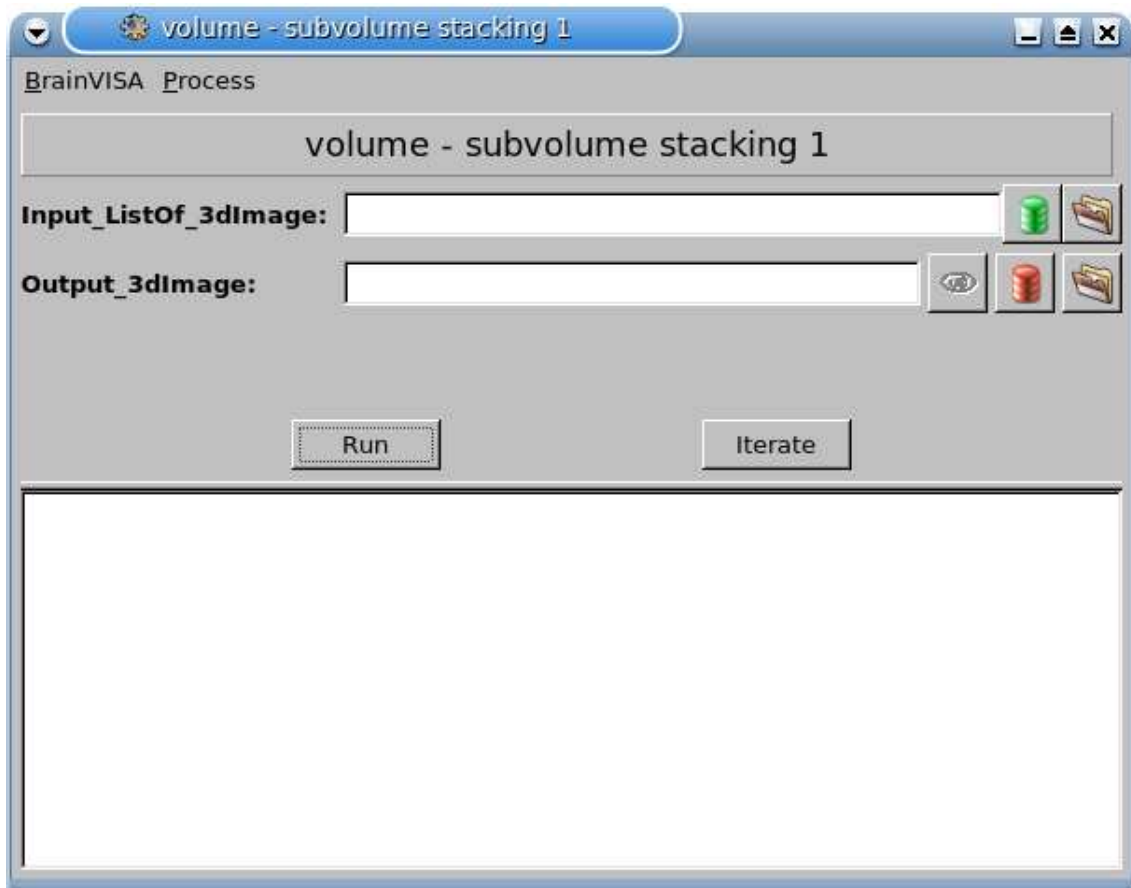 volume - subvolume stacking 1
BrainVISA Process
volume - subvolume stacking 1
Input_ListOf_3dImage:
Output_3dImage:
Run Iterate